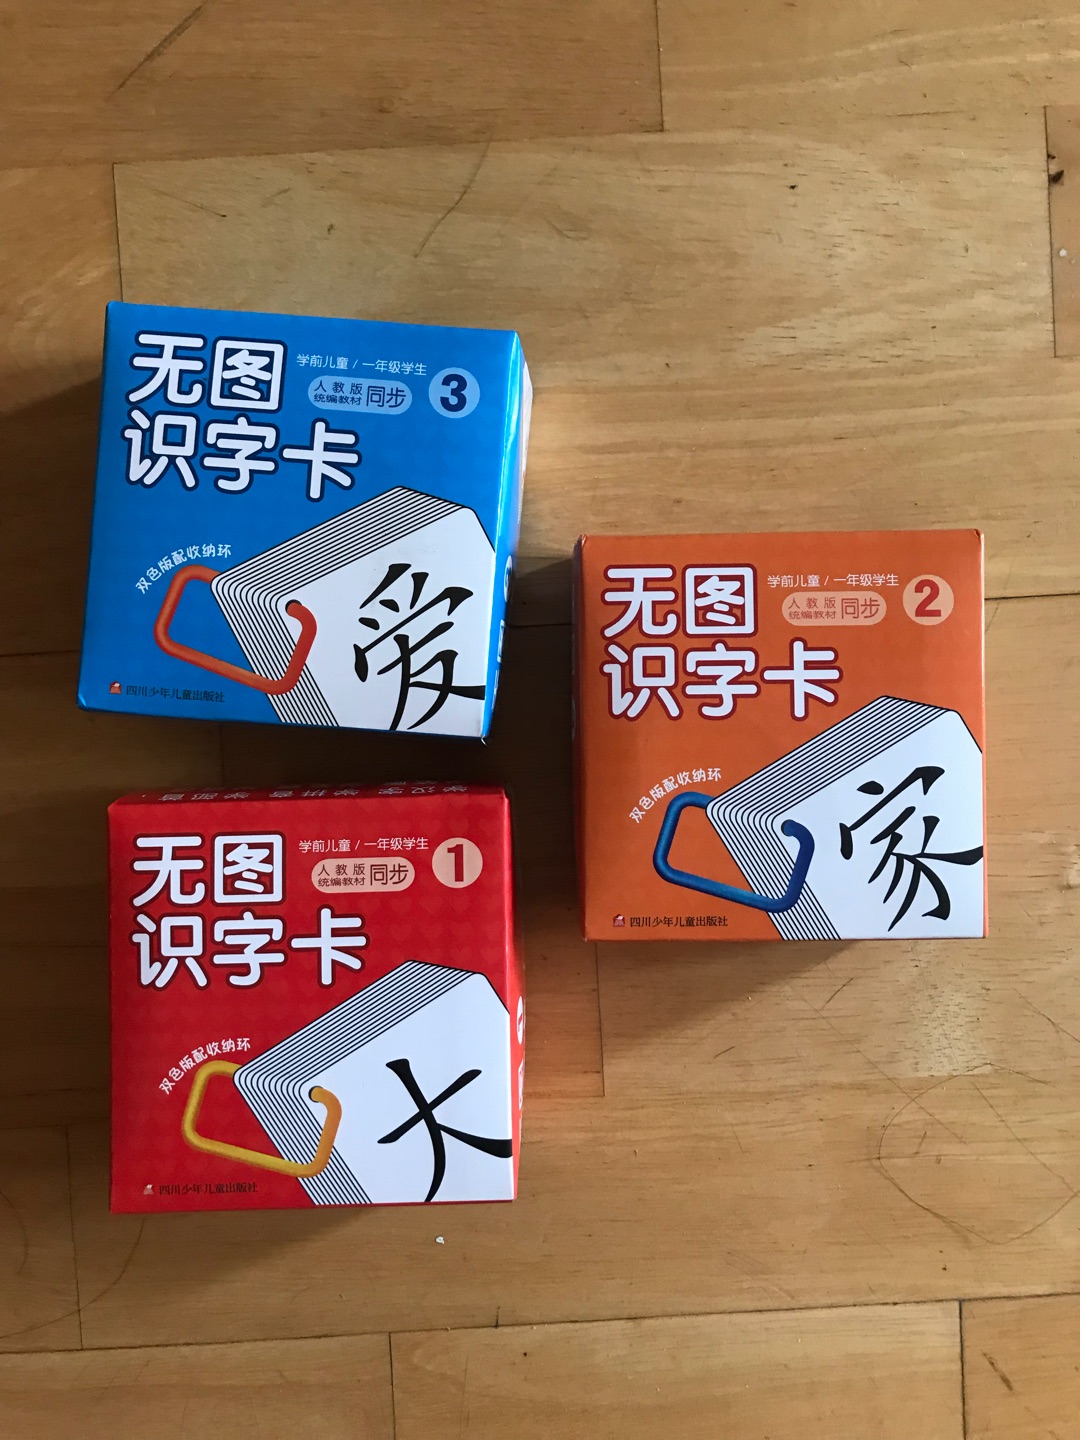 无图
识字卡
学前儿童 / 一年级学生
人教版
统编教材 同步
3
双色版配收纳环
爱
四川少年儿童出版社
无图
识字卡
学前儿童 / 一年级学生
人教版
统编教材 同步
2
双色版配收纳环
家
四川少年儿童出版社
无图
识字卡
学前儿童 / 一年级学生
人教版
统编教材 同步
1
双色版配收纳环
大
四川少年儿童出版社